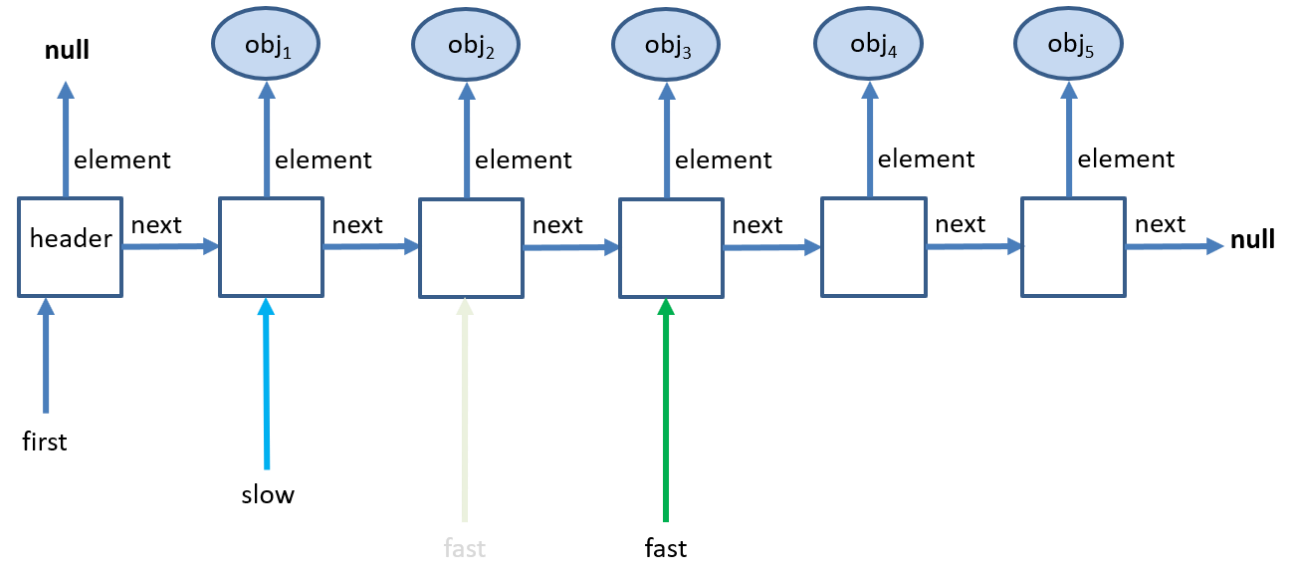 null
obj₁
obj₂
obj₃
obj₄
obj₅
element
element
element
element
element
element
header
next
next
next
next
next
next
null
first
slow
fast
fast